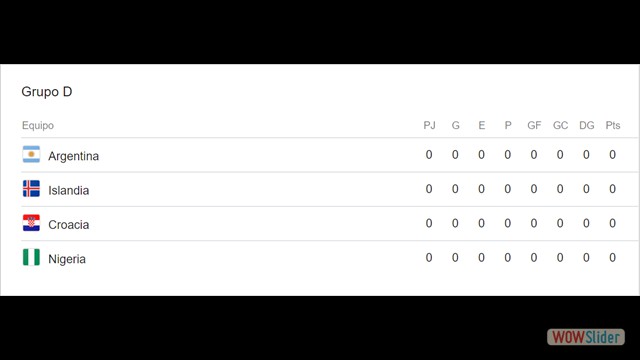 Grupo D
Equipo PJ G E P GF GC DG Pts
Argentina 0 0 0 0 0 0 0 0
Islandia 0 0 0 0 0 0 0 0
Croacia 0 0 0 0 0 0 0 0
Nigeria 0 0 0 0 0 0 0 0
WOWSlider